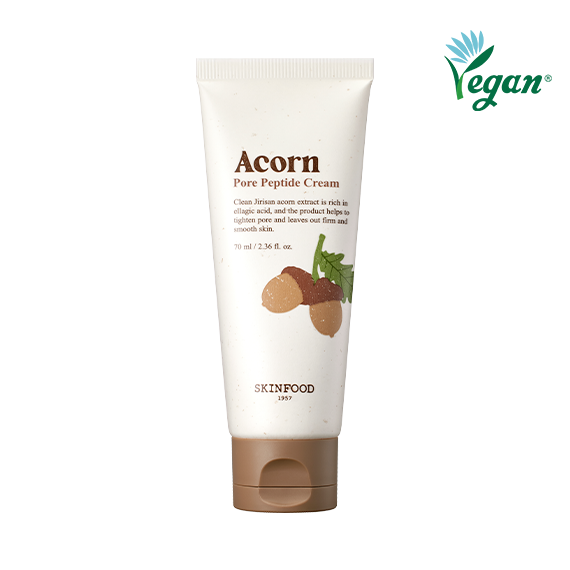 Vegan®
Acorn
Pore Peptide Cream
Clean Jirisan acorn extract is rich in
ellagic acid, and the product helps to
tighten pore and leaves out firm and
smooth skin.
70 ml / 2.36 fl. oz.
SKINFOOD
1957